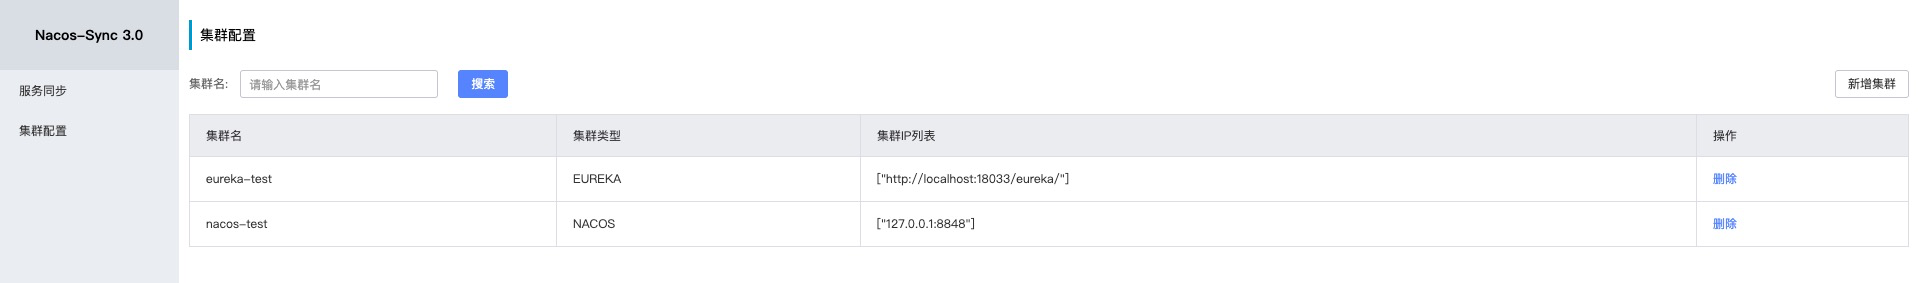 Nacos-Sync 3.0
服务同步
集群配置
集群配置
集群名: 请输入集群名 搜索 新增集群
集群名 集群类型 集群IP列表 操作
eureka-test EUREKA ["http://localhost:18033/eureka/"] 删除
nacos-test NACOS ["127.0.0.1:8848"] 删除